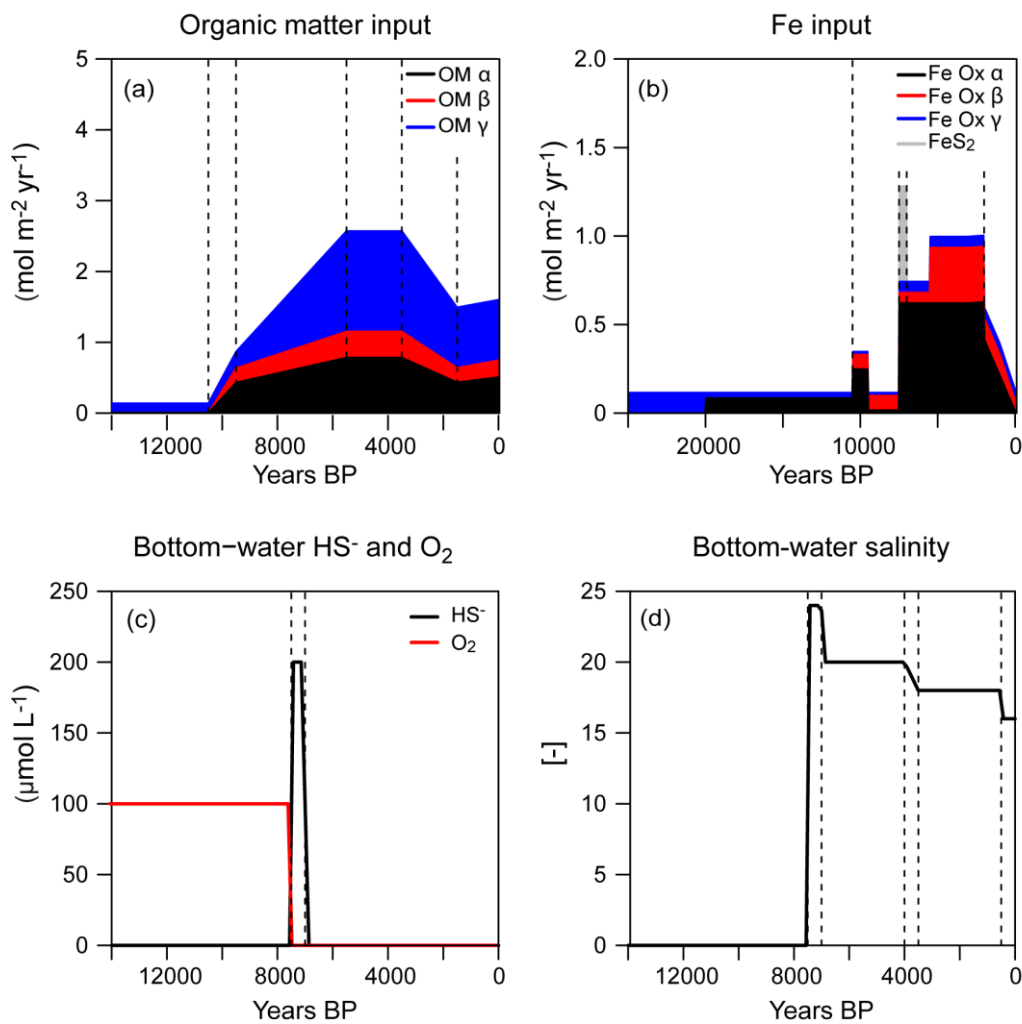 Organic matter input
(a)
OM α
OM β
OM γ
5
4
3
2
1
0
(mol m⁻² yr⁻¹)
12000 8000 4000 0
Years BP
Fe input
(b)
Fe Ox α
Fe Ox β
Fe Ox γ
FeS₂
2.0
1.5
1.0
0.5
0
(mol m⁻² yr⁻¹)
20000 10000 0
Years BP
Bottom−water HS⁻ and O₂
(c)
HS⁻
O₂
250
200
150
100
50
0
(μmol L⁻¹)
12000 8000 4000 0
Years BP
Bottom-water salinity
(d)
25
20
15
10
5
0
[-]
12000 8000 4000 0
Years BP